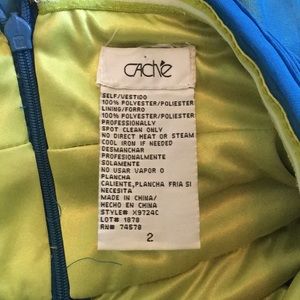 CACHÉ
SELF/VESTIDO
100% POLYESTER/POLIESTER
LINING/FORRO
100% POLYESTER/POLIESTER
PROFESSIONALLY
SPOT CLEAN ONLY
NO DIRECT HEAT OR STEAM
COOL IRON IF NEEDED
DESMANCHAR
PROFESIONALMENTE
SOLAMENTE
NO USAR VAPOR O
PLANCHA
CALIENTE,PLANCHA FRIA SI
NECESITA
MADE IN CHINA/
HECHO EN CHINA
STYLE# X9724C
LOT# 1878
RN# 74578
2